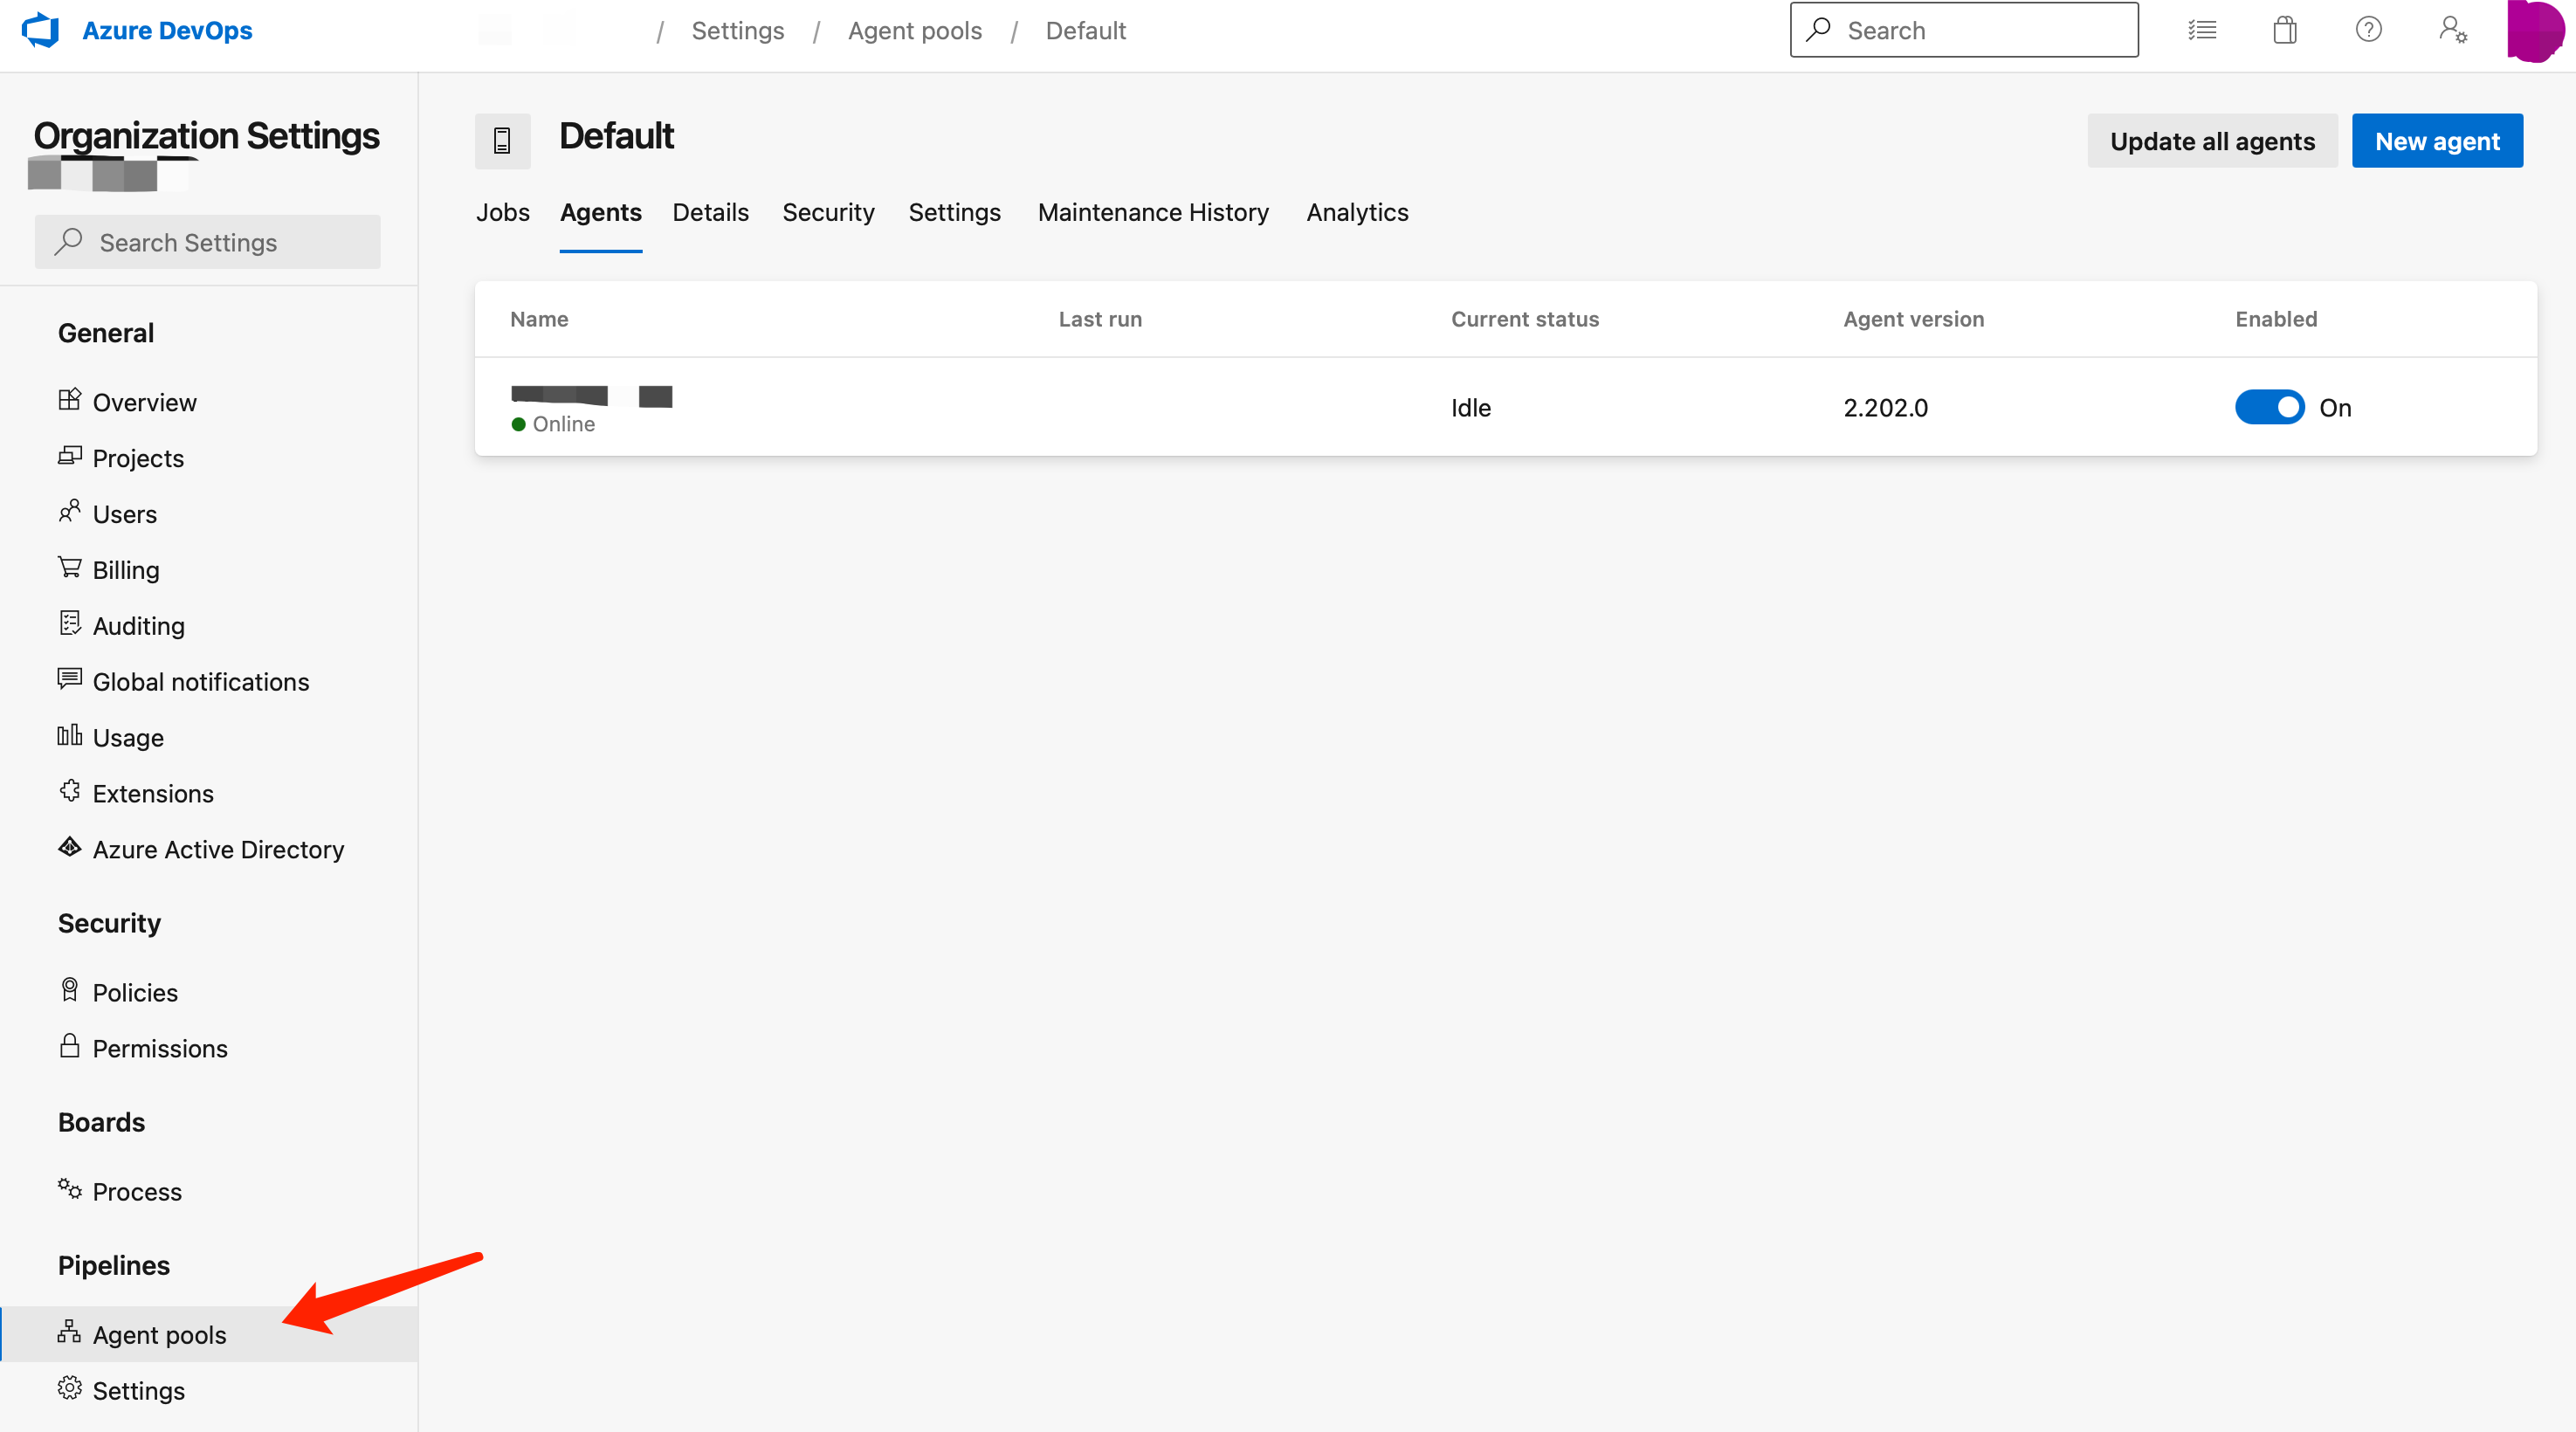 Azure DevOps
/ Settings / Agent pools / Default
Search
Organization Settings
Search Settings
General
Overview
Projects
Users
Billing
Auditing
Global notifications
Usage
Extensions
Azure Active Directory
Security
Policies
Permissions
Boards
Process
Pipelines
Agent pools
Settings
Default
Update all agents
New agent
Jobs Agents Details Security Settings Maintenance History Analytics
Name Last run Current status Agent version Enabled
Online
Idle 2.202.0 On